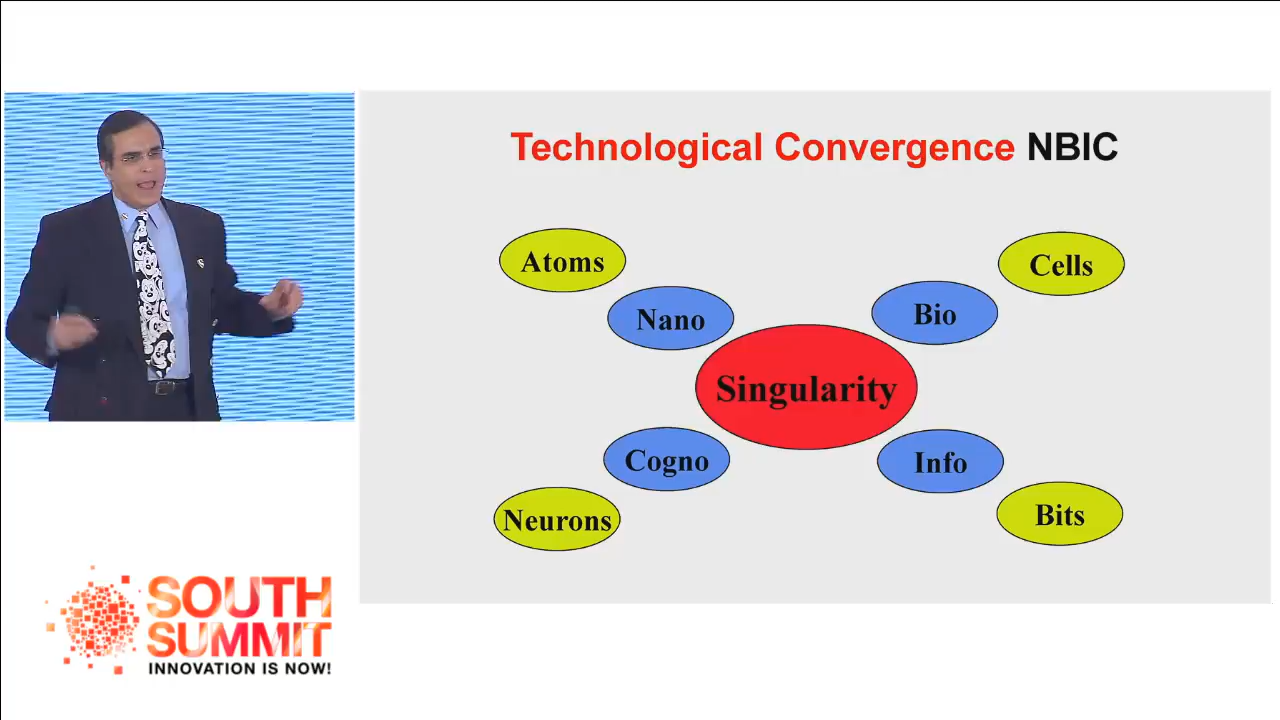 Technological Convergence NBIC
Atoms
Cells
Nano
Bio
Singularity
Cogno
Info
Neurons
Bits
SOUTH
SUMMIT
INNOVATION IS NOW!